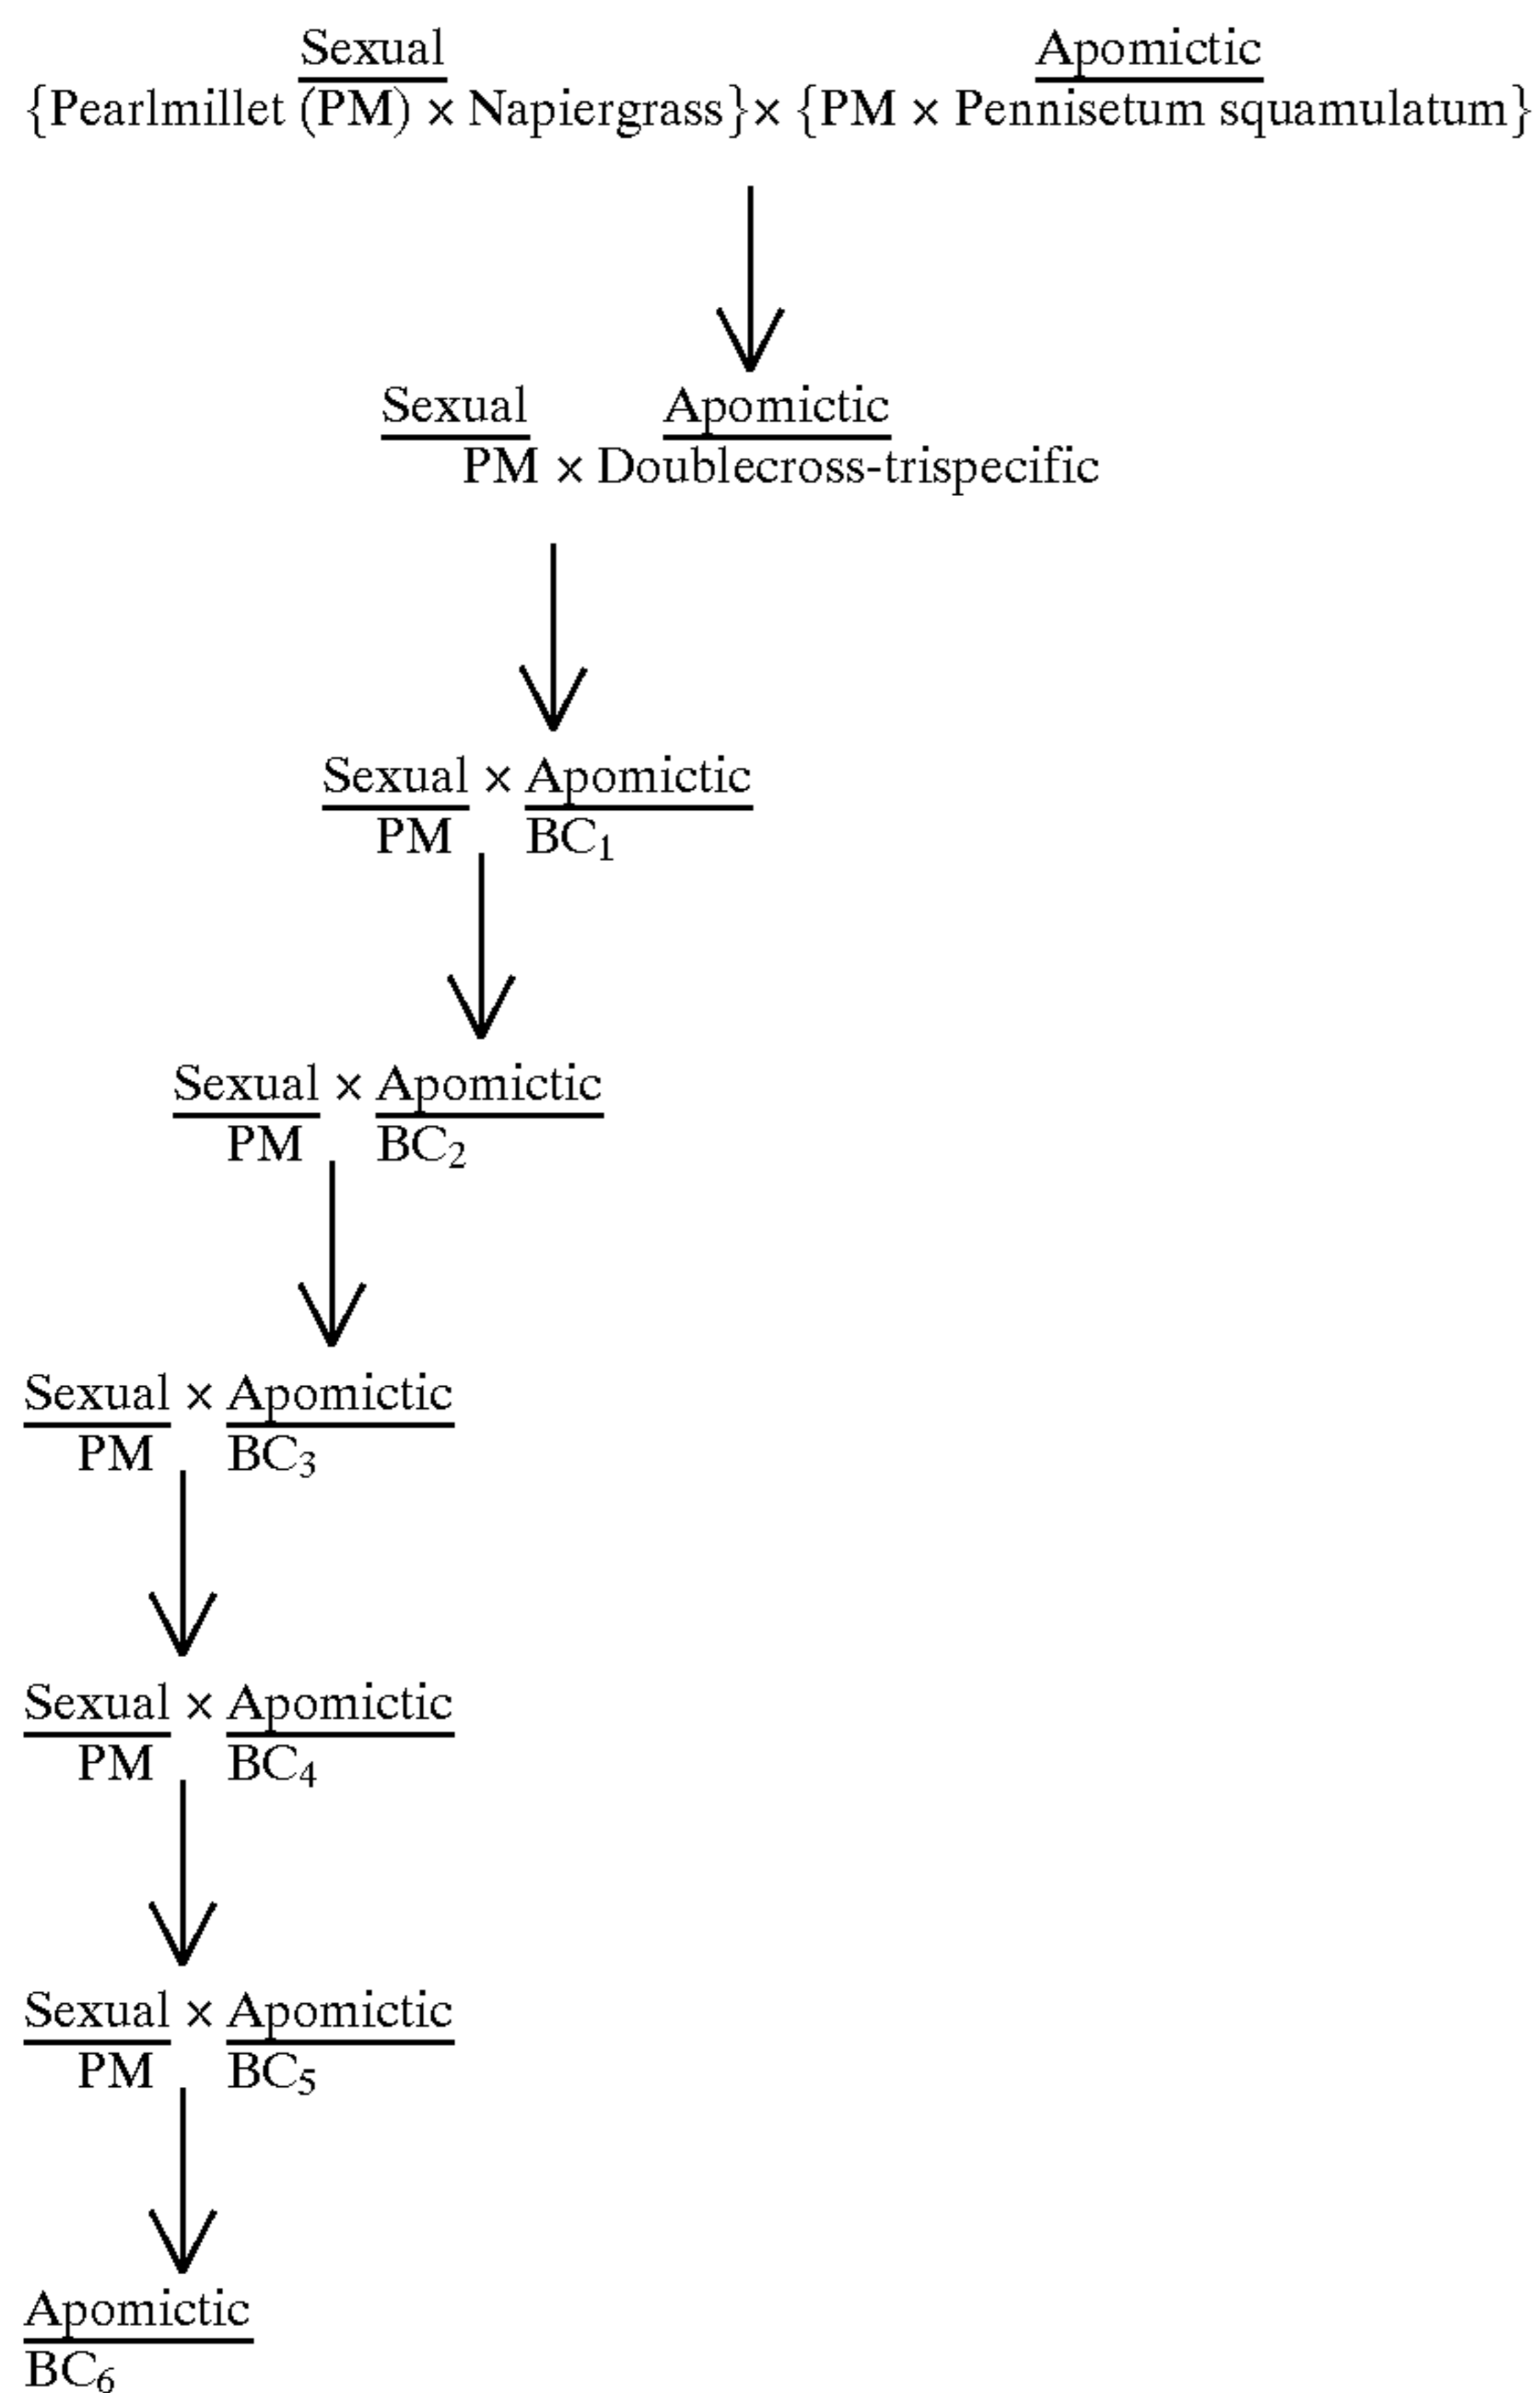 Sexual Apomictic
{Pearlmillet (PM) × Napiergrass}× {PM × Pennisetum squamulatum}
Sexual Apomictic
PM × Doublecross-trispecific
Sexual × Apomictic
PM BC₁
Sexual × Apomictic
PM BC₂
Sexual × Apomictic
PM BC₃
Sexual × Apomictic
PM BC₄
Sexual × Apomictic
PM BC₅
Apomictic
BC₆